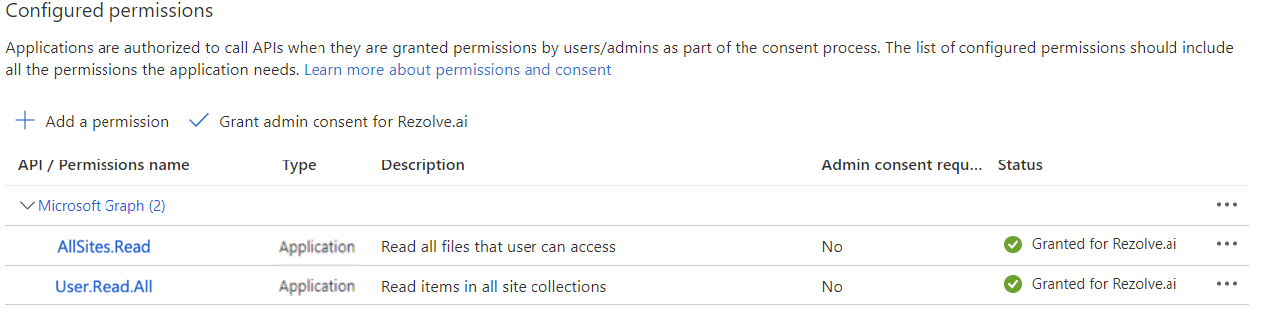 Configured permissions
Applications are authorized to call APIs when they are granted permissions by users/admins as part of the consent process. The list of configured permissions should include
all the permissions the application needs. Learn more about permissions and consent
Add a permission Grant admin consent for Rezolve.ai
API / Permissions name Type Description Admin consent requ... Status
Microsoft Graph (2)
AllSites.Read Application Read all files that user can access No Granted for Rezolve.ai
User.Read.All Application Read items in all site collections No Granted for Rezolve.ai